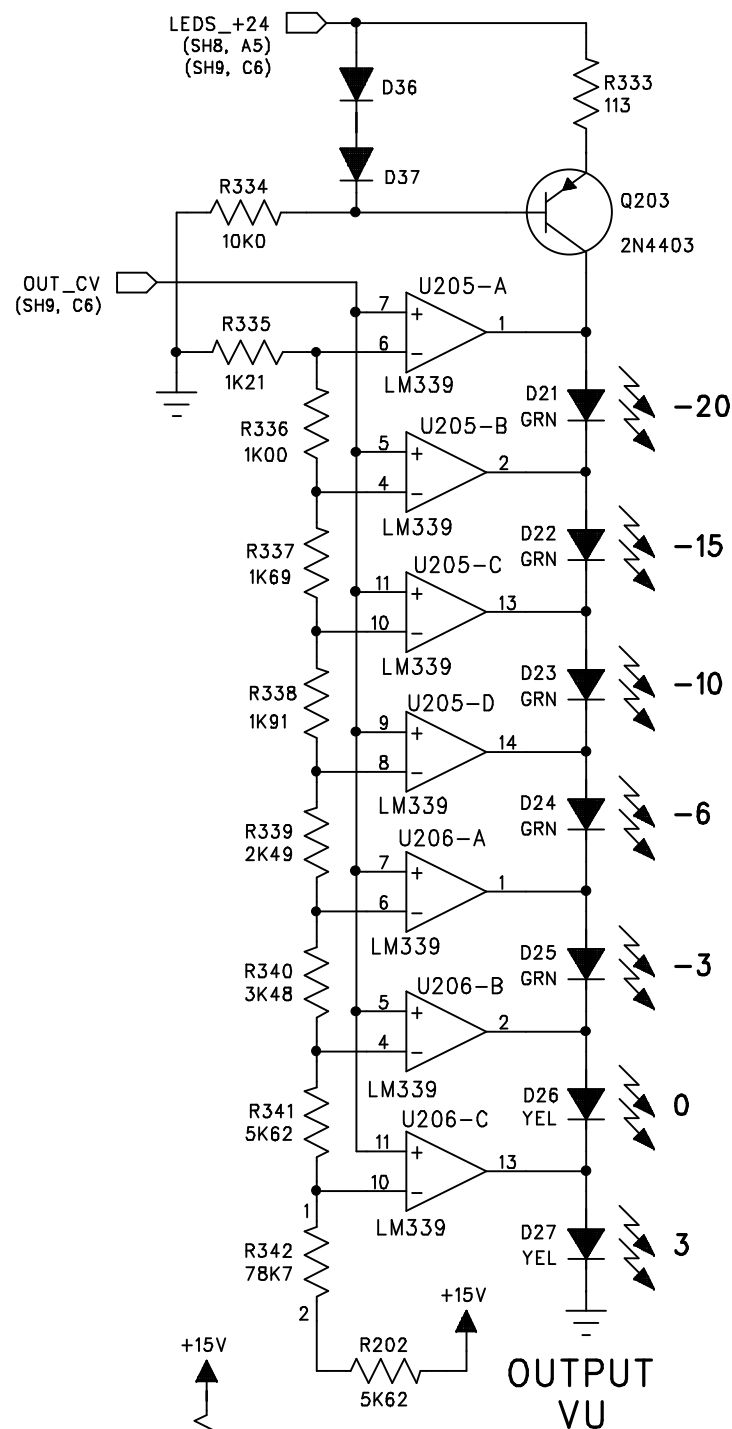 LEDS_+24
(SH8, A5)
(SH9, C6)
D36
R333
113
D37
R334
10K0
Q203
2N4403
OUT_CV
(SH9, C6)
U205-A
7
+
1
6
−
LM339
R335
1K21
D21
GRN
-20
R336
1K00
U205-B
5
+
2
4
−
LM339
D22
GRN
-15
R337
1K69
U205-C
11
+
13
10
−
LM339
D23
GRN
-10
R338
1K91
U205-D
9
+
14
8
−
LM339
D24
GRN
-6
R339
2K49
U206-A
7
+
1
6
−
LM339
D25
GRN
-3
R340
3K48
U206-B
5
+
2
4
−
LM339
D26
YEL
0
R341
5K62
U206-C
11
+
13
10
−
LM339
D27
YEL
3
1
R342
78K7
2
+15V
R202
5K62
+15V
OUTPUT
VU